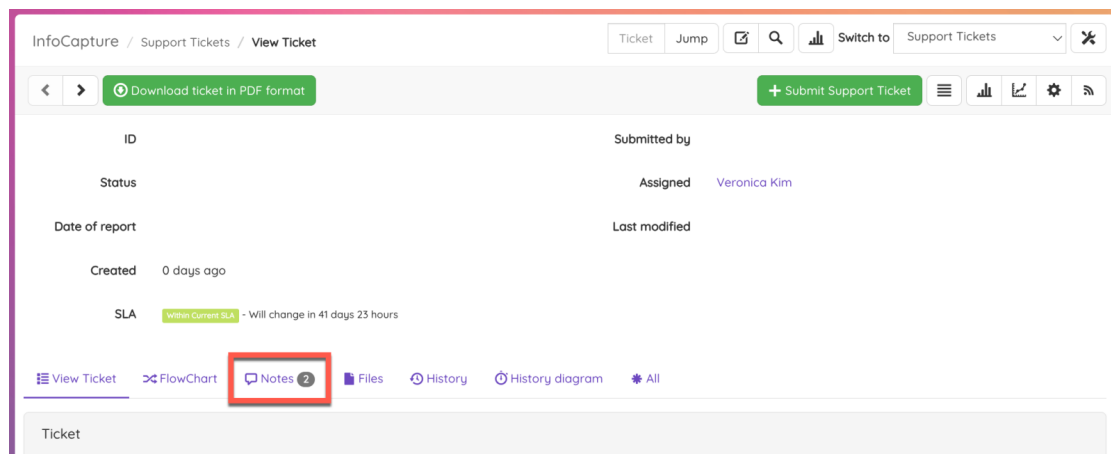 InfoCapture / Support Tickets / View Ticket
Ticket Jump Switch to Support Tickets
Download ticket in PDF format
+ Submit Support Ticket
ID
Submitted by
Status
Assigned Veronica Kim
Date of report
Last modified
Created 0 days ago
SLA Within Current SLA - Will change in 41 days 23 hours
View Ticket FlowChart Notes 2 Files History History diagram All
Ticket